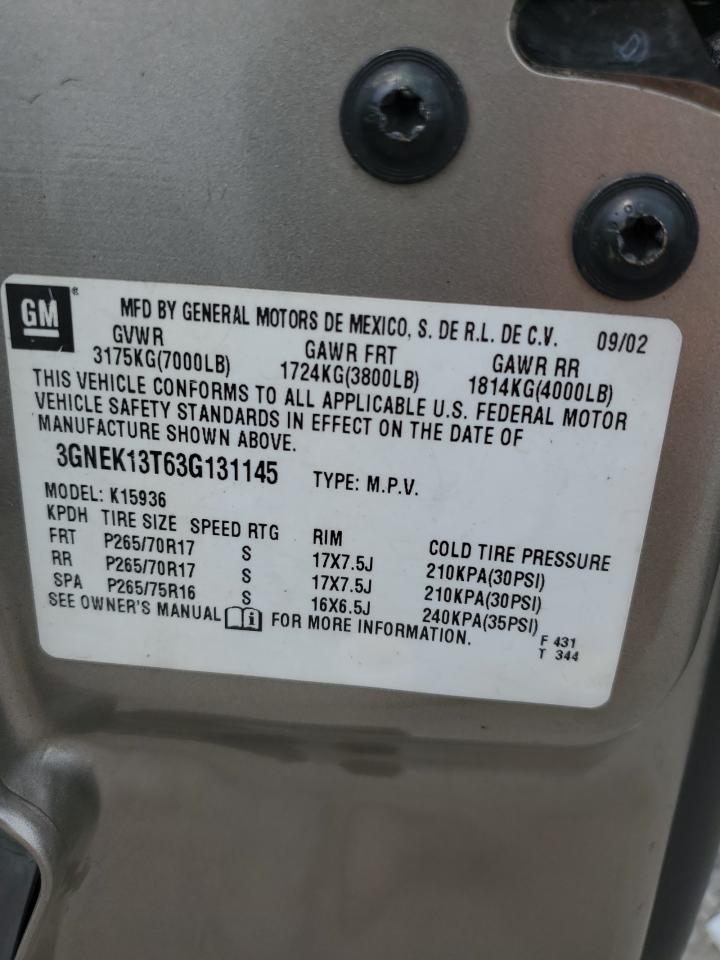 GM ® MFD BY GENERAL MOTORS DE MEXICO, S. DE R.L. DE C.V. 09/02
GVWR GAWR FRT GAWR RR
3175KG(7000LB) 1724KG(3800LB) 1814KG(4000LB)
THIS VEHICLE CONFORMS TO ALL APPLICABLE U.S. FEDERAL MOTOR
VEHICLE SAFETY STANDARDS IN EFFECT ON THE DATE OF
MANUFACTURE SHOWN ABOVE.
3GNEK13T63G131145 TYPE: M.P.V.
MODEL: K15936
KPDH TIRE SIZE SPEED RTG RIM COLD TIRE PRESSURE
FRT P265/70R17 S 17X7.5J 210KPA(30PSI)
RR P265/70R17 S 17X7.5J 210KPA(30PSI)
SPA P265/75R16 S 16X6.5J 240KPA(35PSI)
SEE OWNER'S MANUAL i FOR MORE INFORMATION.
F 431
T 344